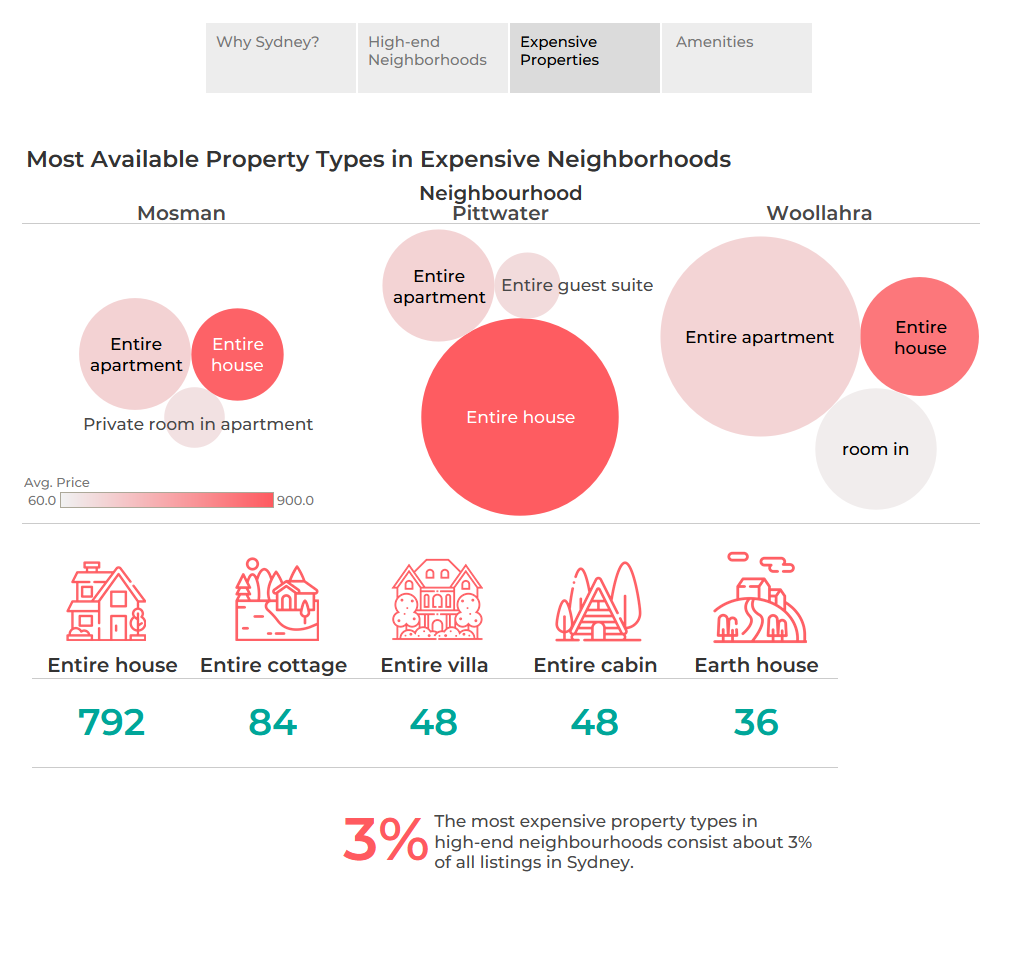 Why Sydney?
High-end
Neighborhoods
Expensive
Properties
Amenities
Most Available Property Types in Expensive Neighborhoods
Neighbourhood
Mosman
Pittwater
Woollahra
Entire
apartment
Entire
house
Private room in apartment
Entire
apartment
Entire guest suite
Entire house
Entire apartment
Entire
house
room in
Avg. Price
60.0
900.0
Entire house
Entire cottage
Entire villa
Entire cabin
Earth house
792
84
48
48
36
3%
The most expensive property types in
high-end neighbourhoods consist about 3%
of all listings in Sydney.